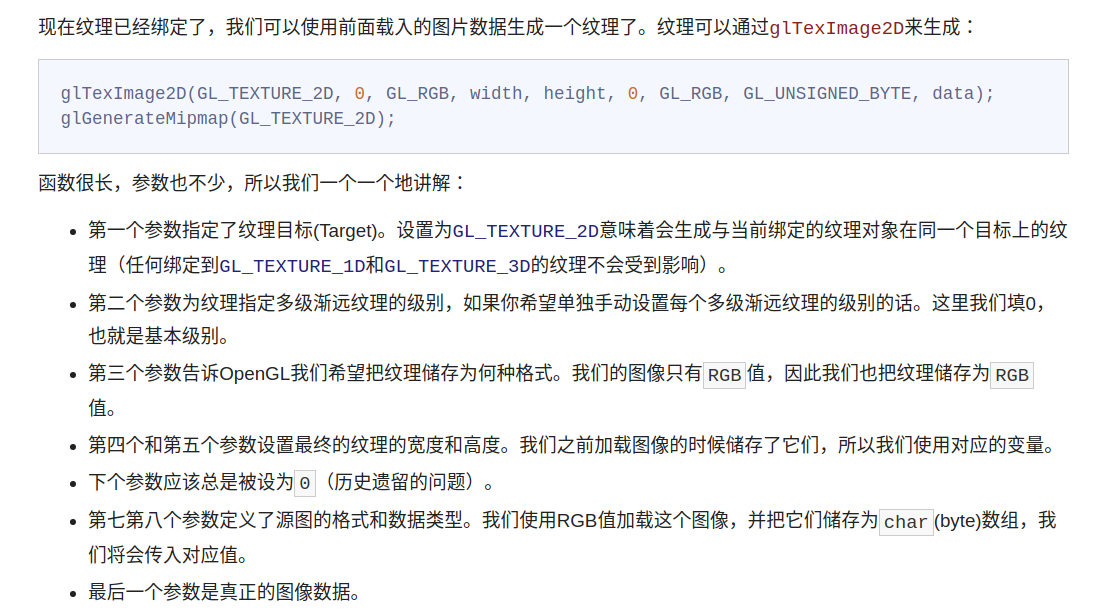 现在纹理已经绑定了，我们可以使用前面载入的图片数据生成一个纹理了。纹理可以通过glTexImage2D来生成：
glTexImage2D(GL_TEXTURE_2D, 0, GL_RGB, width, height, 0, GL_RGB, GL_UNSIGNED_BYTE, data);
glGenerateMipmap(GL_TEXTURE_2D);
函数很长，参数也不少，所以我们一个一个地讲解：
• 第一个参数指定了纹理目标(Target)。设置为GL_TEXTURE_2D意味着会生成与当前绑定的纹理对象在同一个目标上的纹
理（任何绑定到GL_TEXTURE_1D和GL_TEXTURE_3D的纹理不会受到影响）。
• 第二个参数为纹理指定多级渐远纹理的级别，如果你希望单独手动设置每个多级渐远纹理的级别的话。这里我们填0，
也就是基本级别。
• 第三个参数告诉OpenGL我们希望把纹理储存为何种格式。我们的图像只有RGB值，因此我们也把纹理储存为RGB
值。
• 第四个和第五个参数设置最终的纹理的宽度和高度。我们之前加载图像的时候储存了它们，所以我们使用对应的变量。
• 下个参数应该总是被设为0（历史遗留的问题）。
• 第七第八个参数定义了源图的格式和数据类型。我们使用RGB值加载这个图像，并把它们储存为char(byte)数组，我
们将会传入对应值。
• 最后一个参数是真正的图像数据。